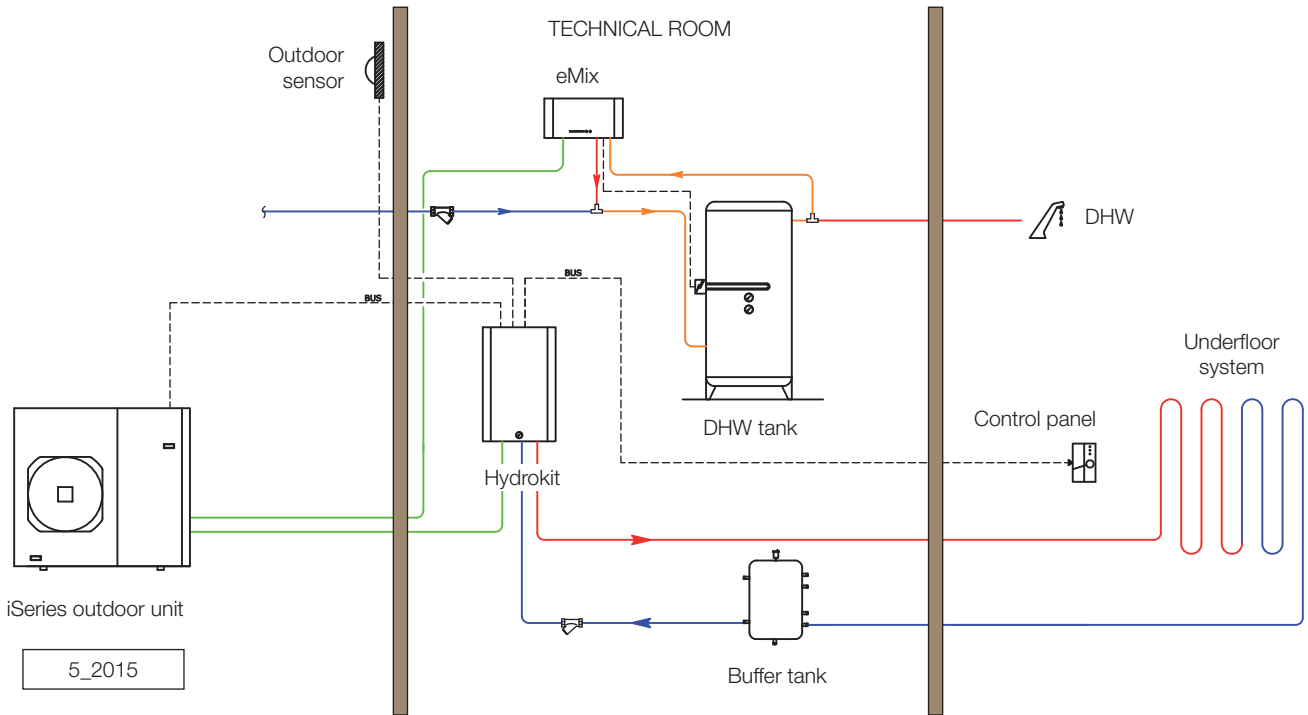 TECHNICAL ROOM
Outdoor
sensor
eMix
DHW
BUS
BUS
Underfloor
system
Control panel
DHW tank
Hydrokit
iSeries outdoor unit
5_2015
Buffer tank